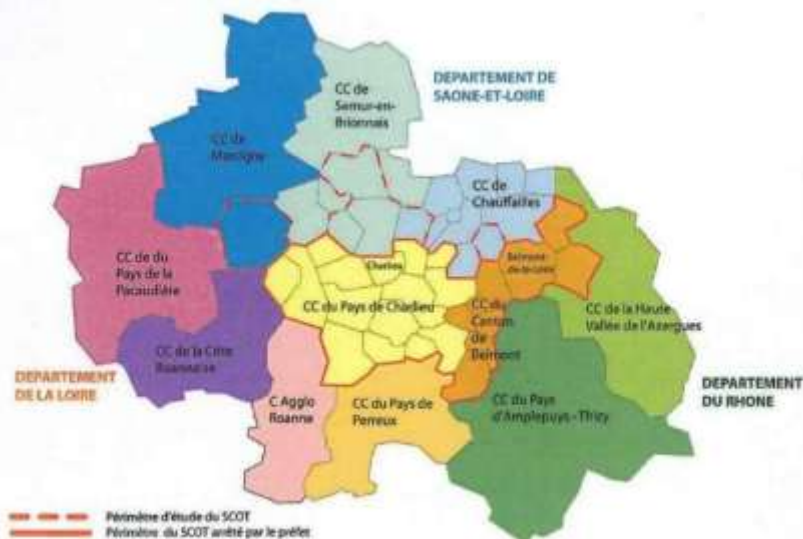 DEPARTEMENT DE
SAONE-ET-LOIRE
CC de
Semur-en-
Brionnais
CC de
Marcigny
CC de
Chauffailles
CC de du
Pays de la
Pacaudière
Charlieu
Belmont-
de-la-Loire
CC du Pays de Charlieu
CC du
Canton
de
Belmont
CC de la Haute
Vallée de l'Azergues
CC de la Côte
Roannaise
DEPARTEMENT
DE LA LOIRE
C Agglo
Roanne
CC du Pays de
Perreux
CC du Pays
d'Amplepuys-Thizy
DEPARTEMENT
DU RHONE
Périmètre d'étude du SCOT
Périmètre du SCOT arrêté par le préfet